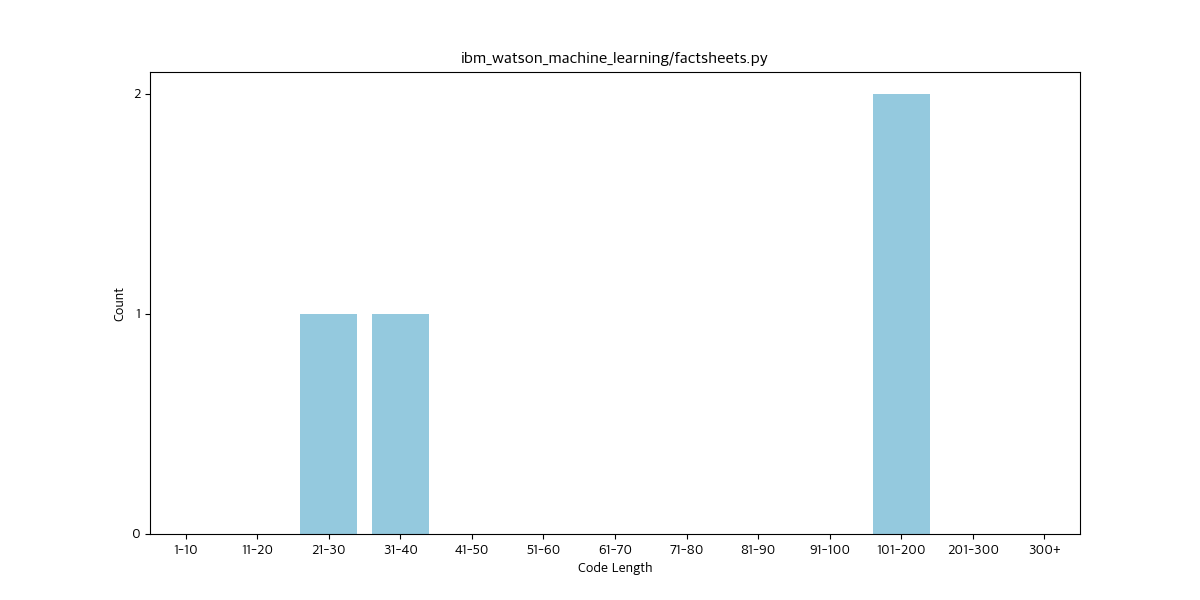 ibm_watson_machine_learning/factsheets.py
2
1
0
Count
1-10 11-20 21-30 31-40 41-50 51-60 61-70 71-80 81-90 91-100 101-200 201-300 300+
Code Length